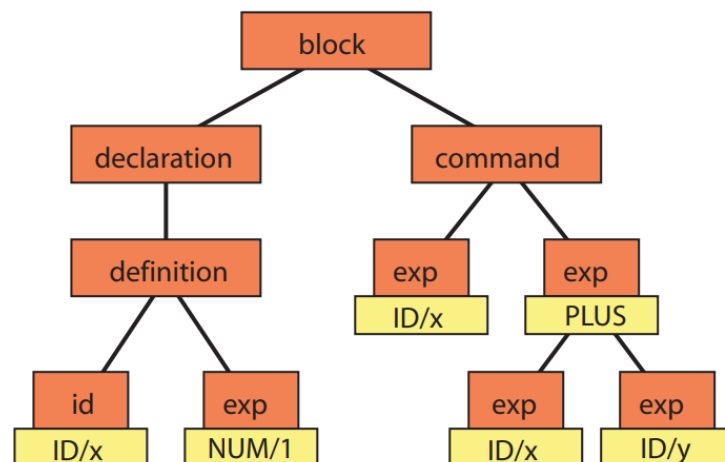 block
declaration
command
definition
exp
ID/x
exp
PLUS
id
ID/x
exp
NUM/1
exp
ID/x
exp
ID/y